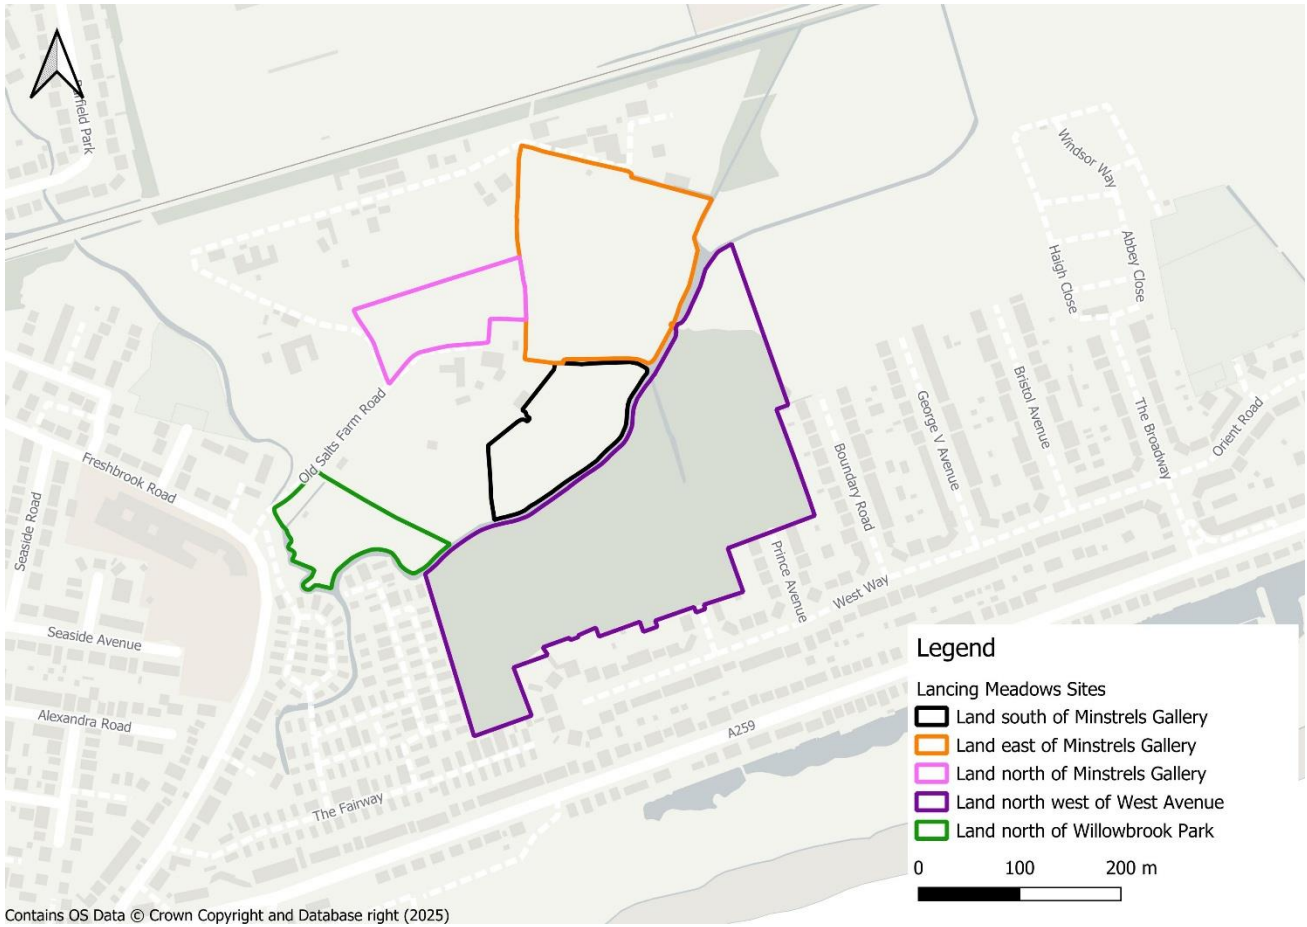 Windsor Way
Abbey Close
Haigh Close
Bristol Avenue
George V Avenue
The Broadway
Orient Road
Boundary Road
Old Salts Farm Road
Freshbrook Road
Seaside Road
Prince Avenue
West Way
Seaside Avenue
Alexandra Road
A259
The Fairway
Legend
Lancing Meadows Sites
Land south of Minstrels Gallery
Land east of Minstrels Gallery
Land north of Minstrels Gallery
Land north west of West Avenue
Land north of Willowbrook Park
0 100 200 m
Contains OS Data © Crown Copyright and Database right (2025)